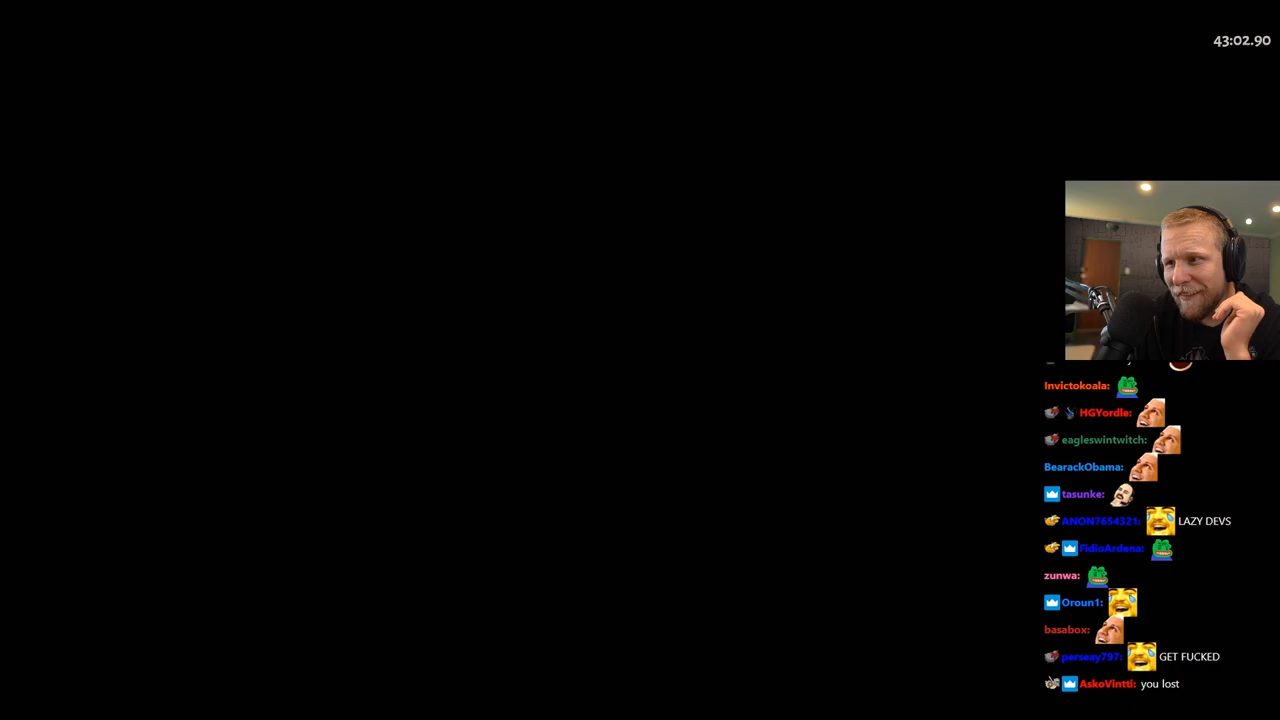 43:02.90
Invictokoala:
HGYordle:
eagleswintwitch:
BearackObama:
tasunke:
ANON7654321: LAZY DEVS
FidioArdena:
zunwa:
Oroun1:
basabox:
perseay797: GET FUCKED
AskoVintti: you lost